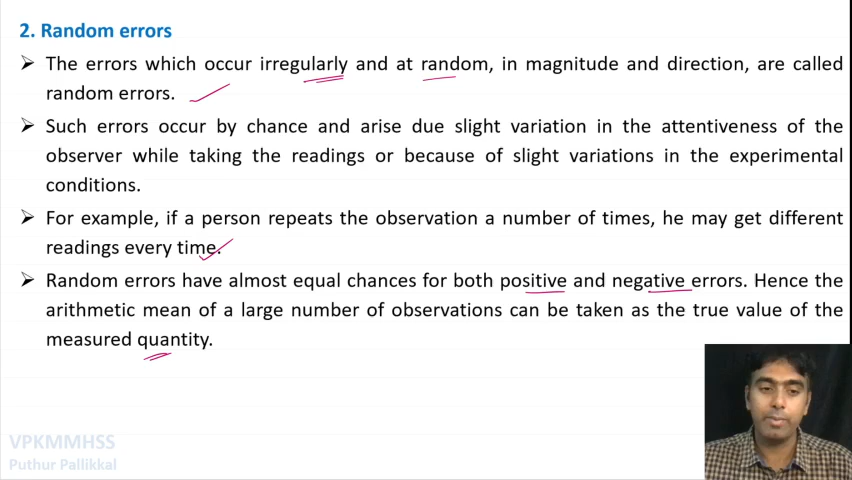 2. Random errors
➤ The errors which occur irregularly and at random, in magnitude and direction, are called
random errors.
➤ Such errors occur by chance and arise due slight variation in the attentiveness of the
observer while taking the readings or because of slight variations in the experimental
conditions.
➤ For example, if a person repeats the observation a number of times, he may get different
readings every time.
➤ Random errors have almost equal chances for both positive and negative errors. Hence the
arithmetic mean of a large number of observations can be taken as the true value of the
measured quantity.
VPKMMHSS
Puthur Pallikkal